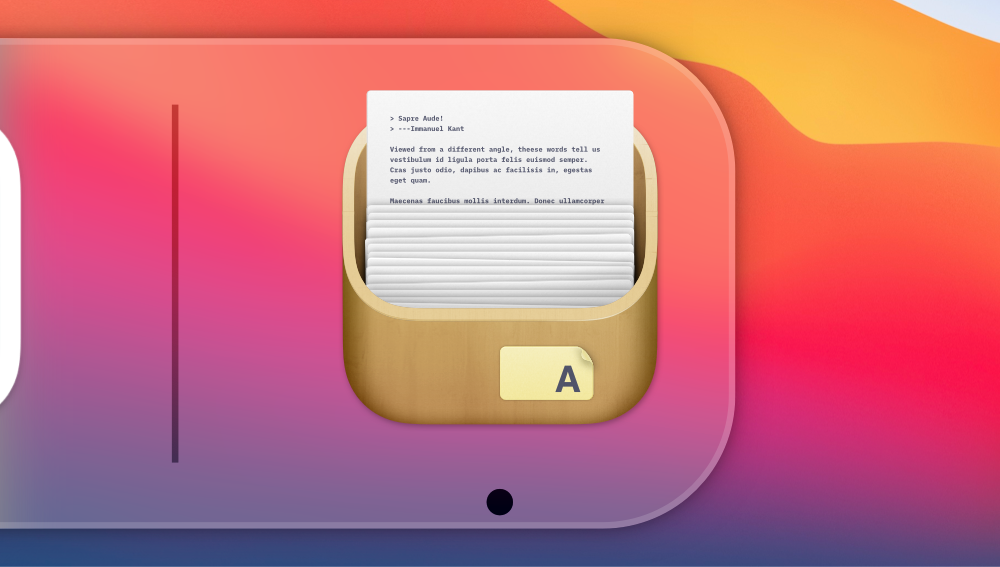 > Sapre Aude!
> ---Immanuel Kant
Viewed from a different angle, theese words tell us
vestibulum id ligula porta felis euismod semper.
Cras justo odio, dapibus ac facilisis in, egestas
eget quam.
Maecenas faucibus mollis interdum. Donec ullamcorper
A